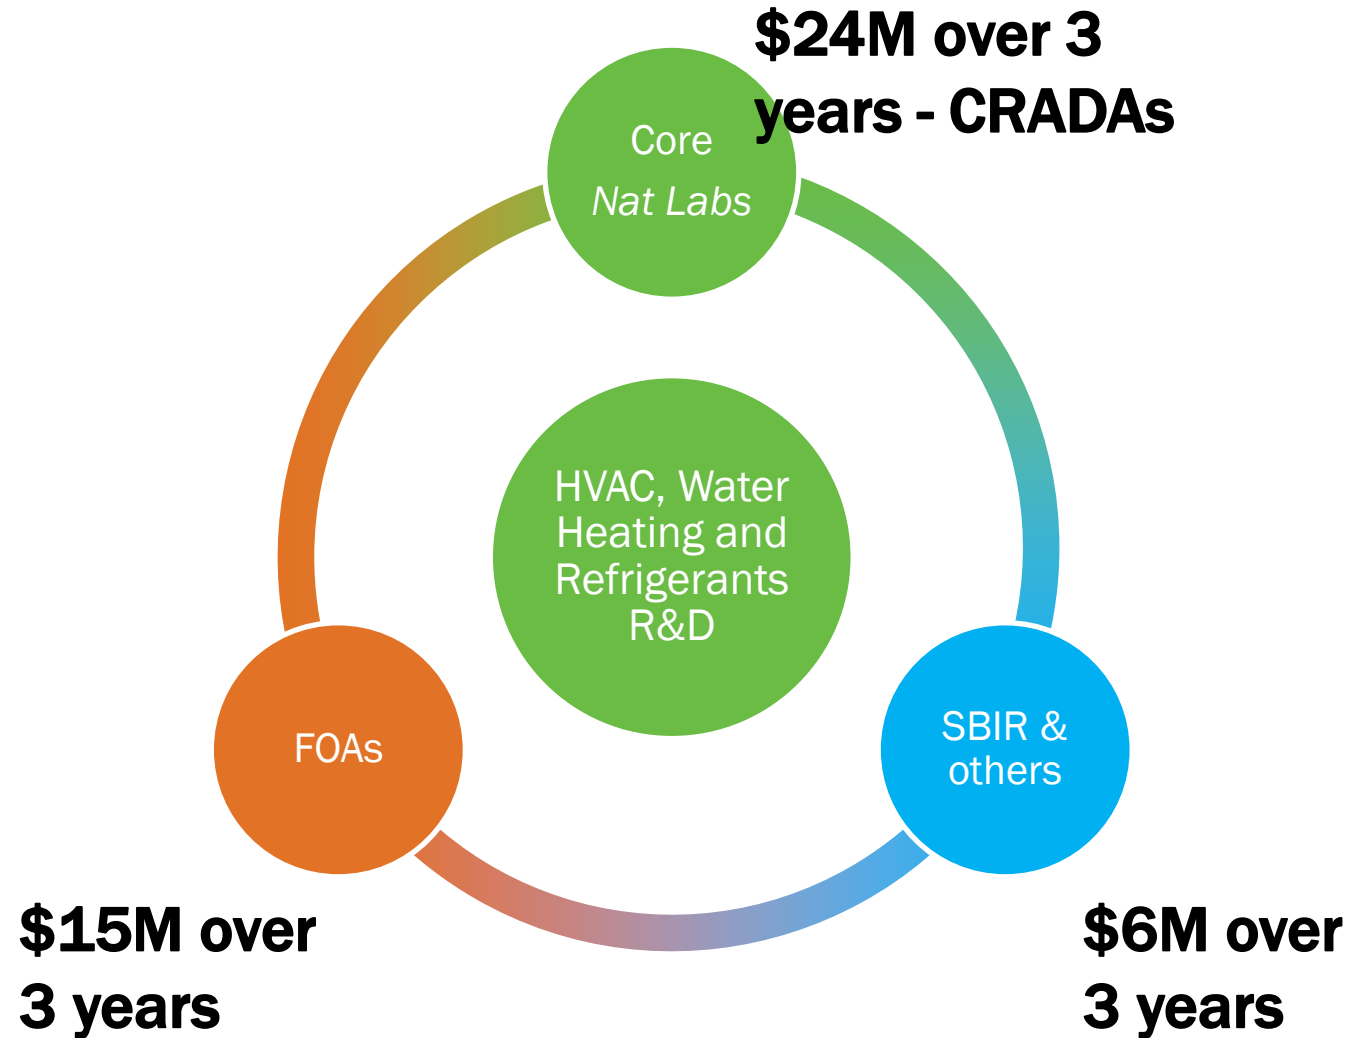 $24M over 3
years - CRADAs
Core
Nat Labs
HVAC, Water
Heating and
Refrigerants
R&D
FOAs
SBIR &
others
$15M over
3 years
$6M over
3 years